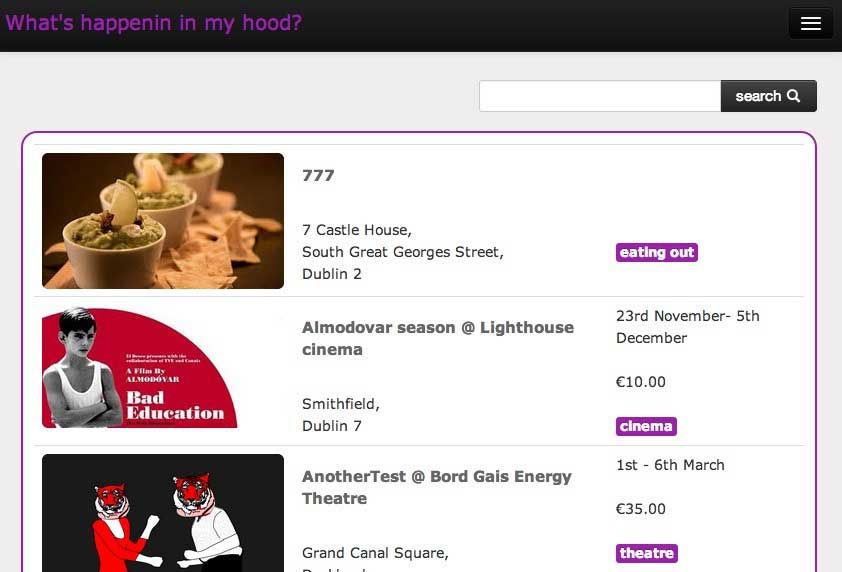 What's happenin in my hood?
search
777
7 Castle House,
South Great Georges Street,
Dublin 2
eating out
Almodovar season @ Lighthouse
cinema
Smithfield,
Dublin 7
23rd November- 5th
December
€10.00
cinema
El Deseo presents with the
collaboration of TVE and Canal+
A Film By
ALMODÓVAR
Bad
Education
AnotherTest @ Bord Gais Energy
Theatre
Grand Canal Square,
1st - 6th March
€35.00
theatre